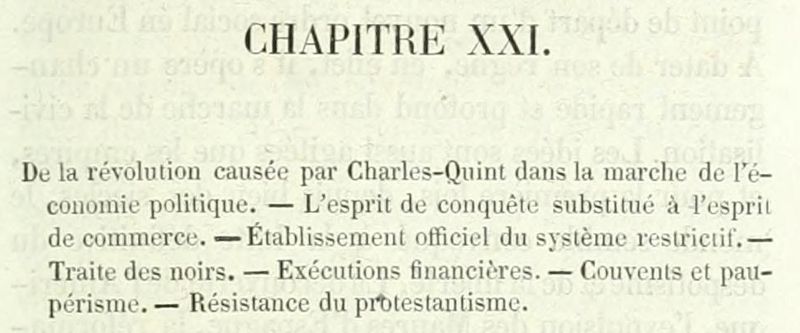 CHAPITRE XXI.
De la révolution causée par Charles-Quint dans la marche de l'é-
conomie politique. — L'esprit de conquête substitué à l'esprit
de commerce. — Établissement officiel du système restrictif. —
Traite des noirs. — Exécutions financières. — Couvents et pau-
périsme. — Résistance du protestantisme.